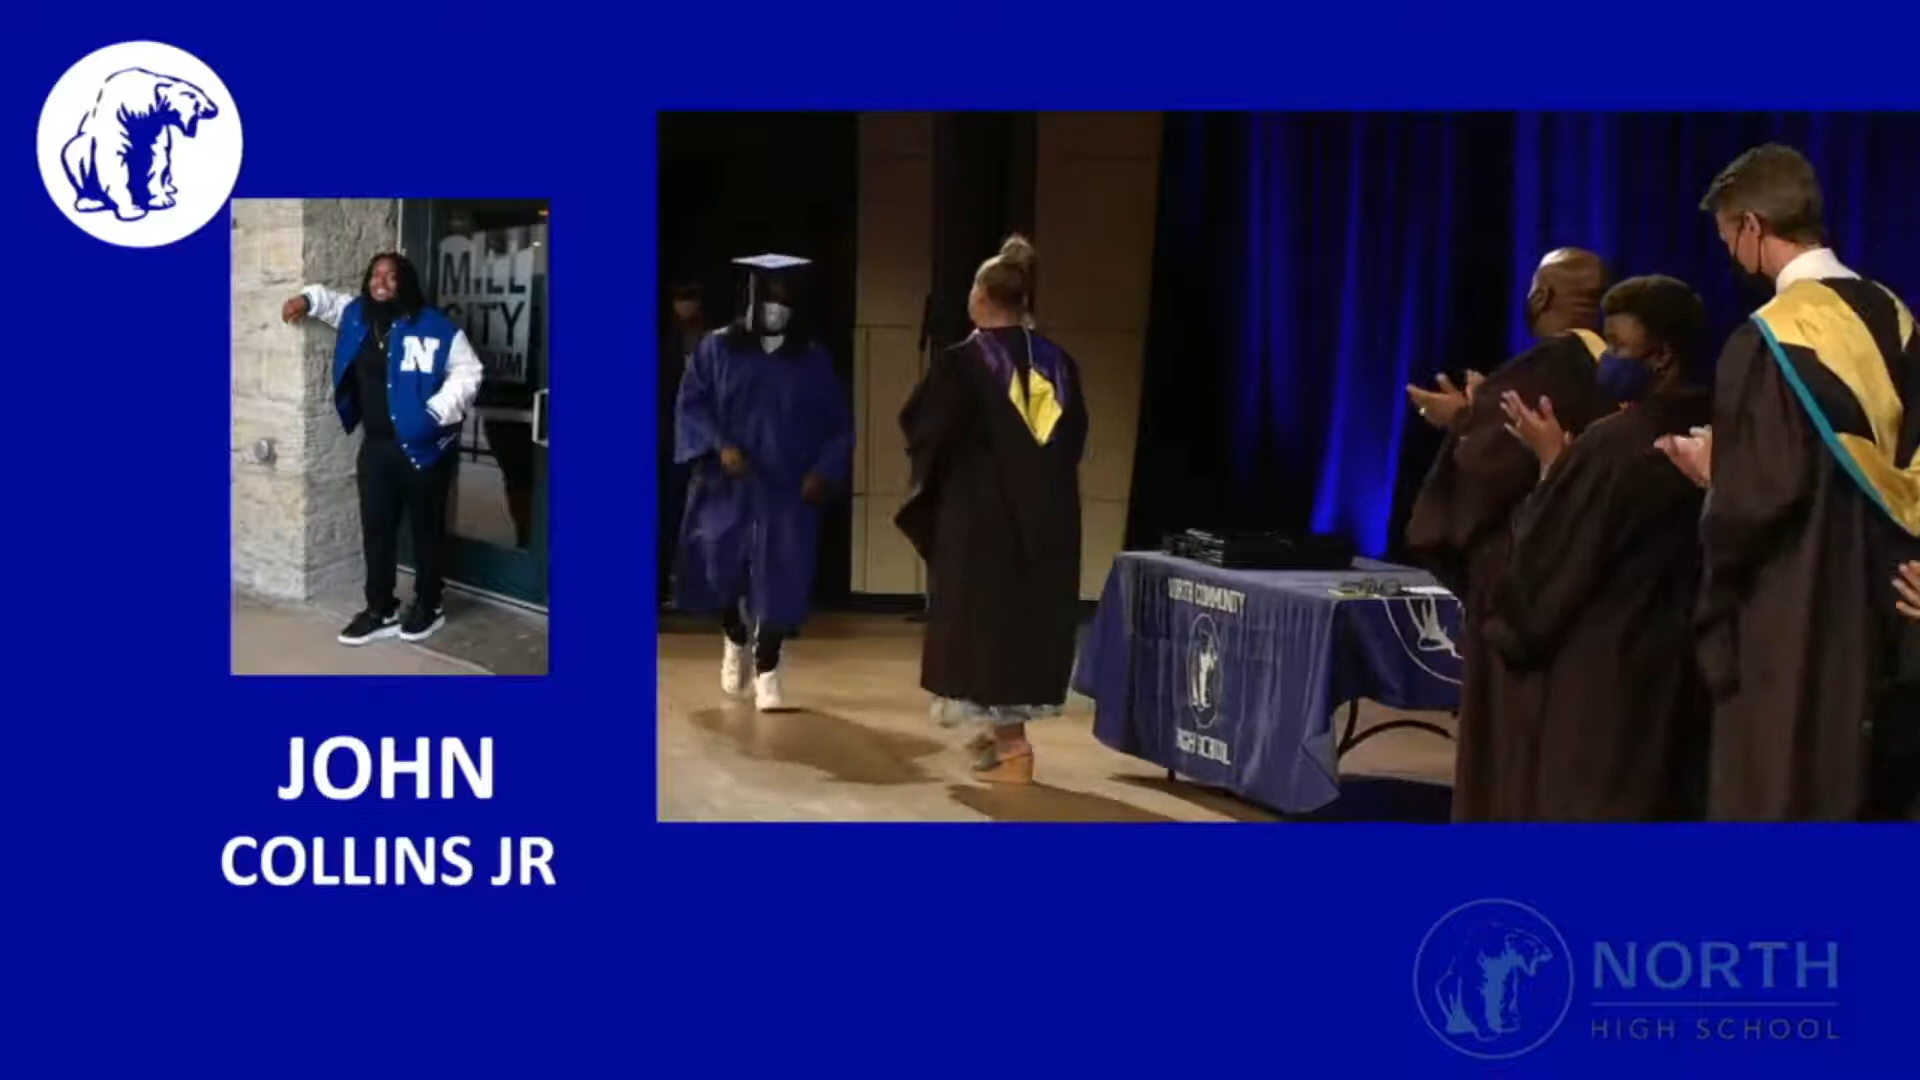 MILL
CITY
N
JOHN
COLLINS JR
NORTH COMMUNITY
HIGH SCHOOL
NORTH
HIGH SCHOOL